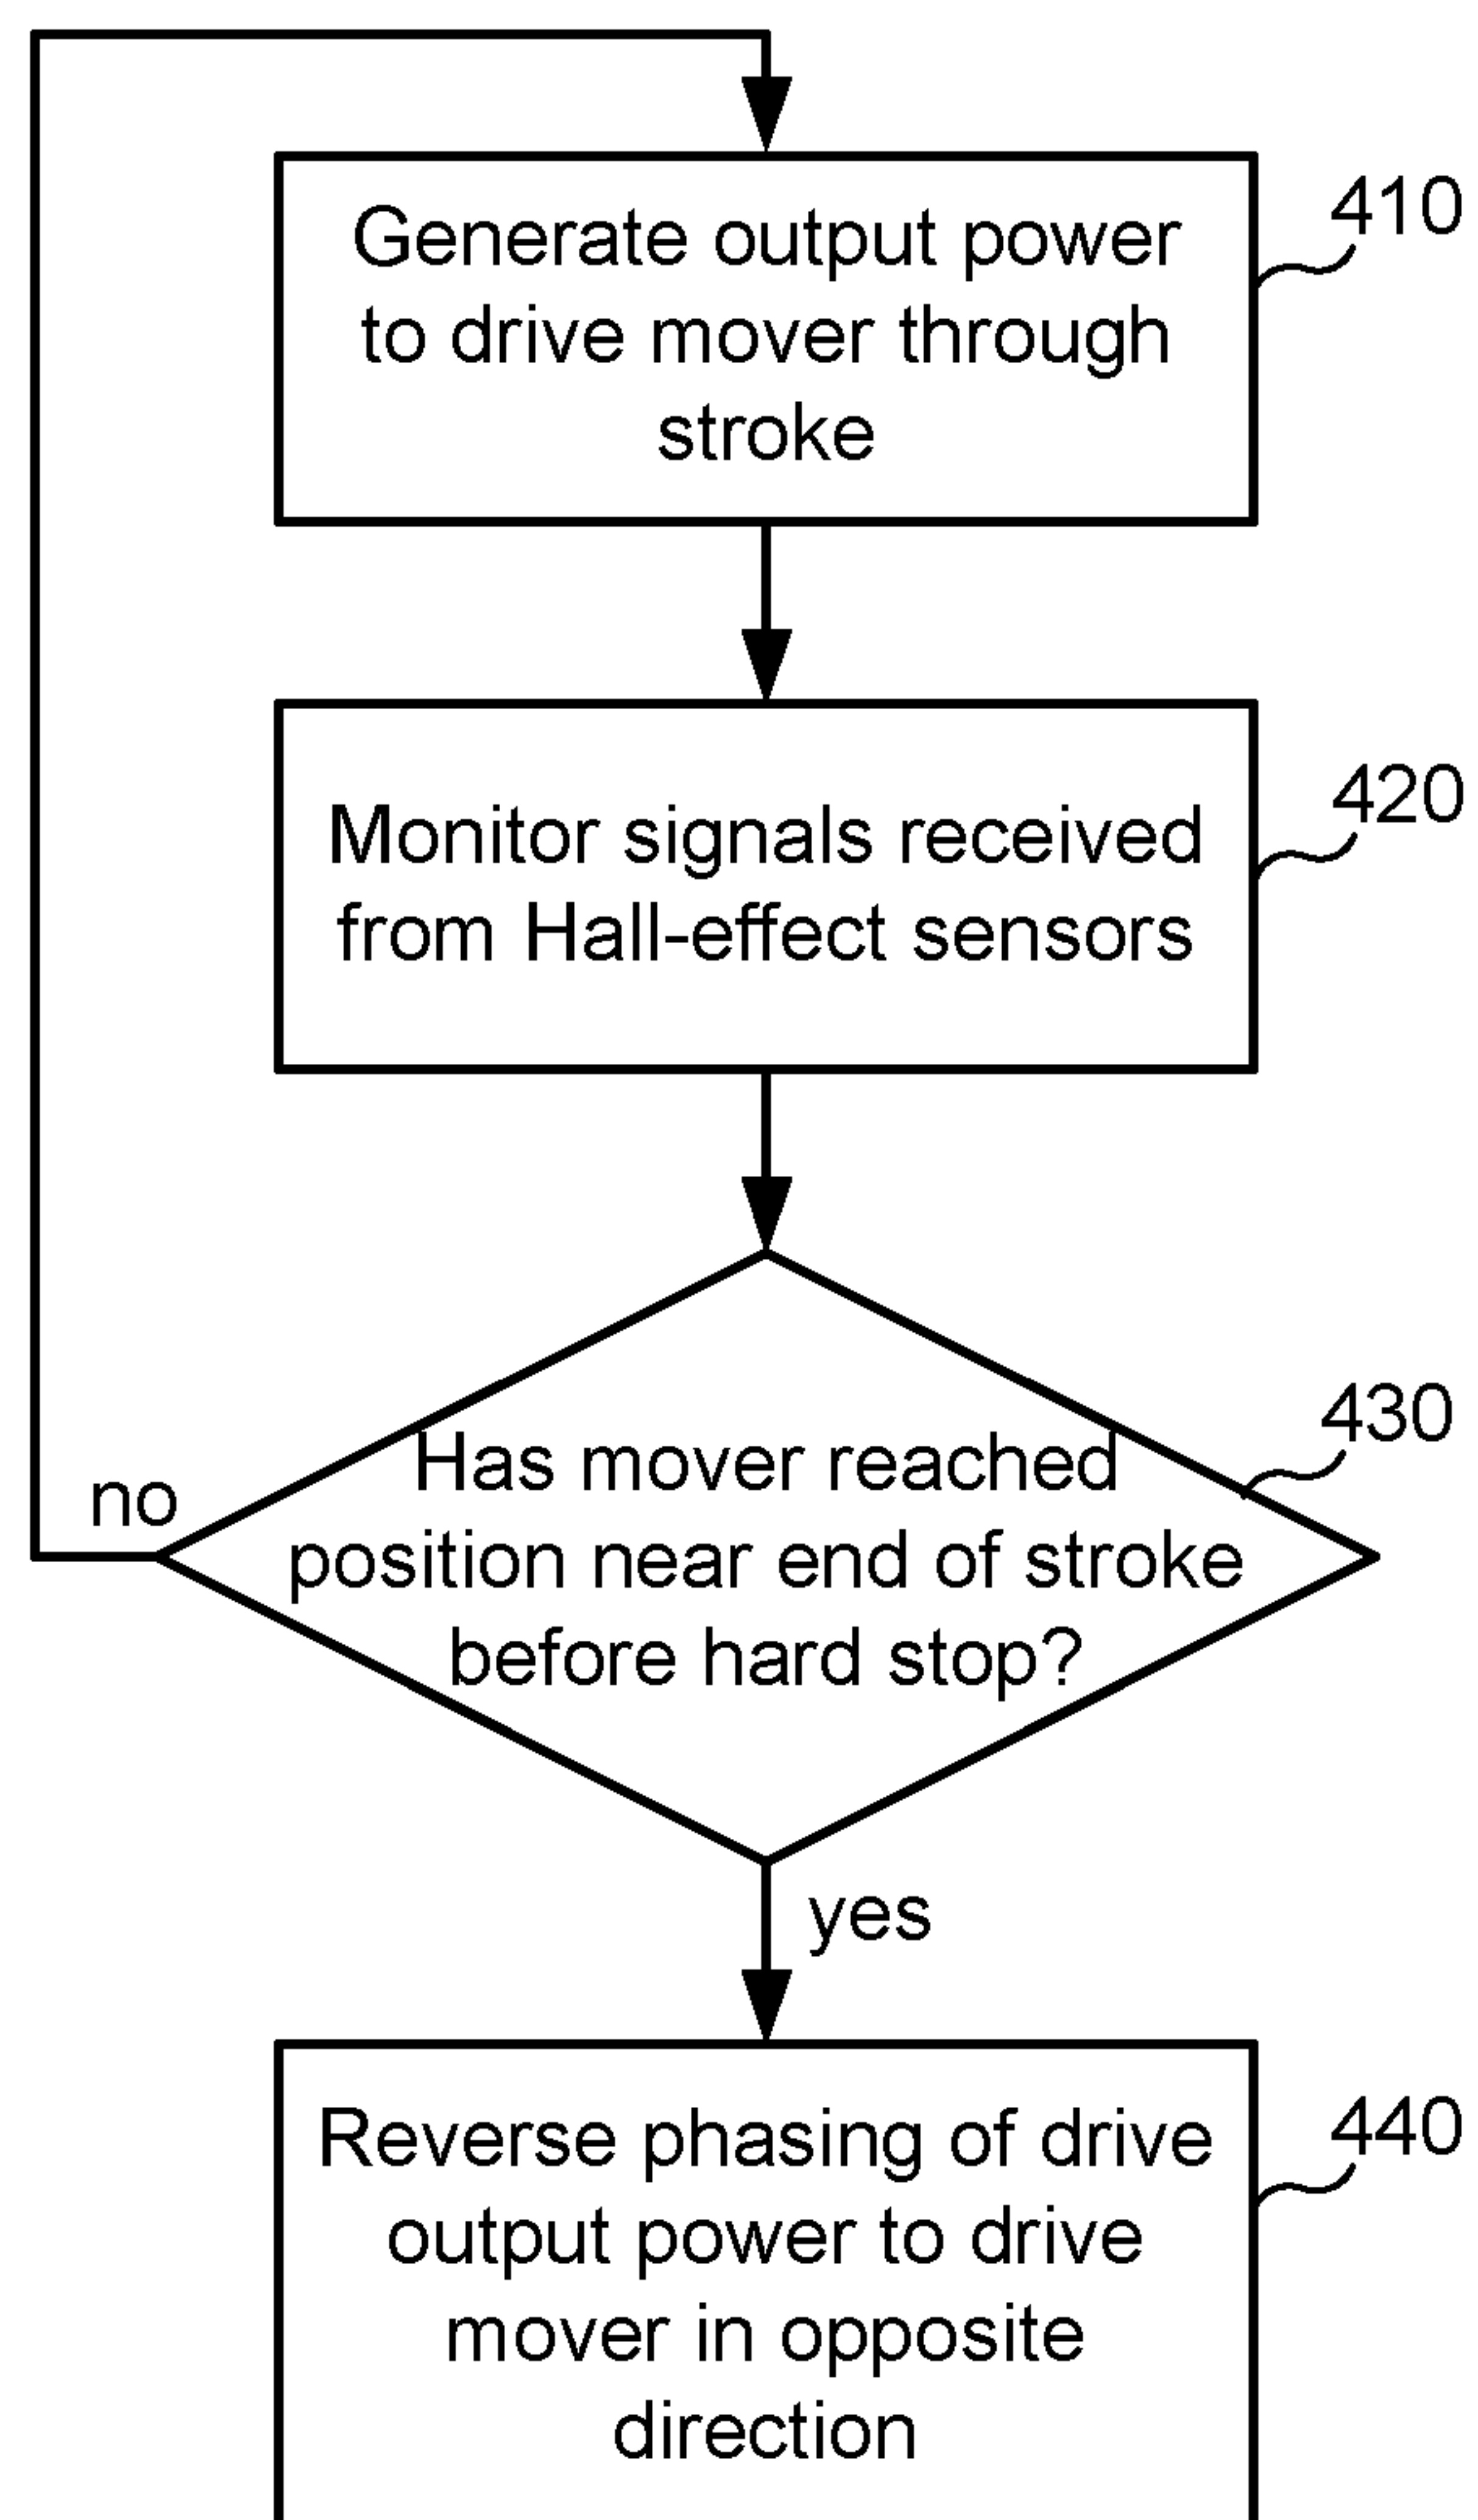 410
Generate output power
to drive mover through
stroke
420
Monitor signals received
from Hall-effect sensors
430
Has mover reached
position near end of stroke
before hard stop?
no
yes
440
Reverse phasing of drive
output power to drive
mover in opposite
direction